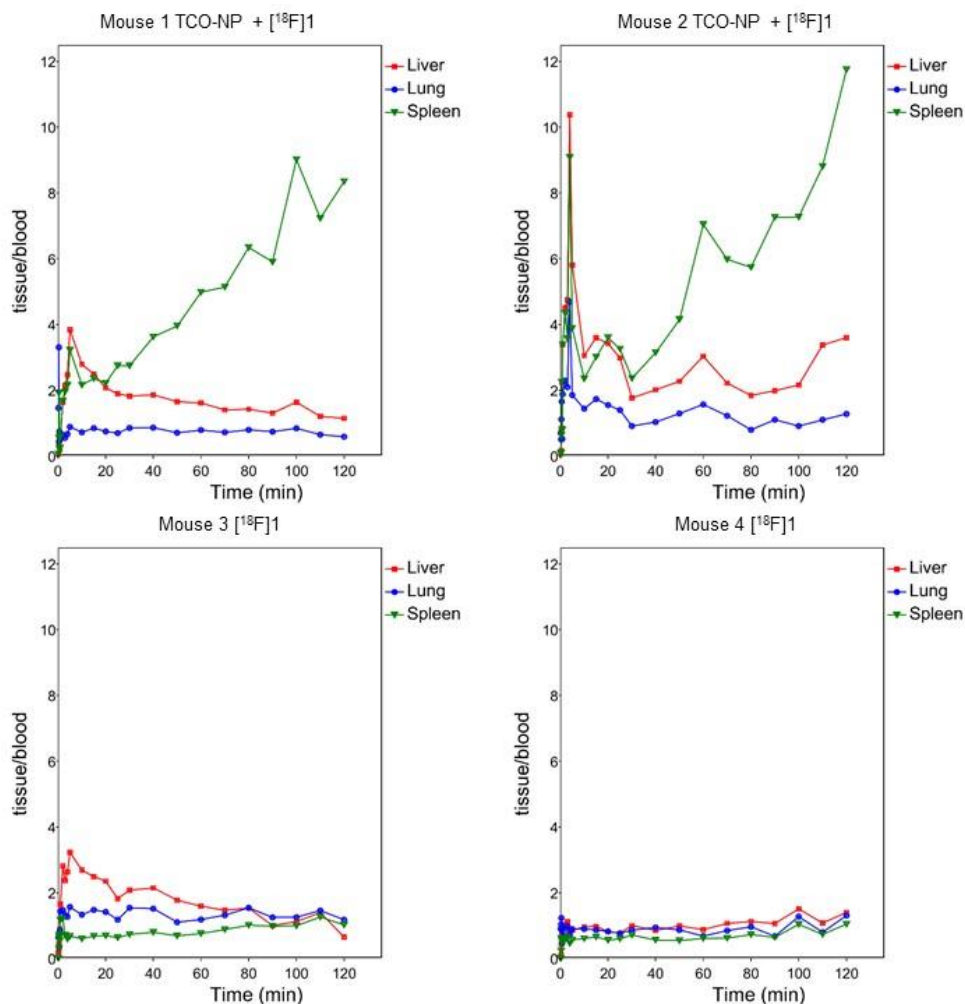 Mouse 1 TCO-NP + [¹⁸F]1
12
10
8
6
4
2
0
tissue/blood
0 20 40 60 80 100 120
Time (min)
Liver
Lung
Spleen
Mouse 2 TCO-NP + [¹⁸F]1
12
10
8
6
4
2
0
tissue/blood
0 20 40 60 80 100 120
Time (min)
Liver
Lung
Spleen
Mouse 3 [¹⁸F]1
12
10
8
6
4
2
0
tissue/blood
0 20 40 60 80 100 120
Time (min)
Liver
Lung
Spleen
Mouse 4 [¹⁸F]1
12
10
8
6
4
2
0
tissue/blood
0 20 40 60 80 100 120
Time (min)
Liver
Lung
Spleen